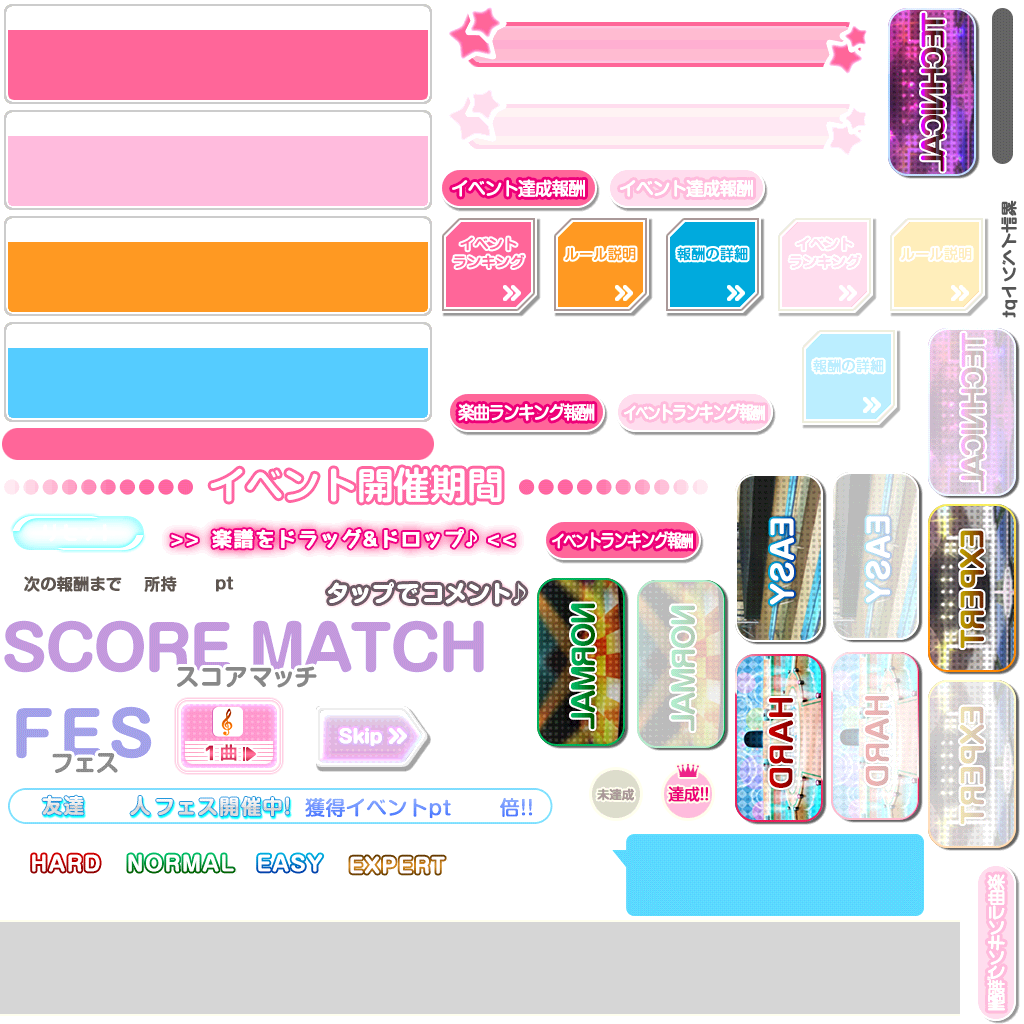 TECHNICAL
イベント達成報酬
イベント達成報酬
イベント
ランキング
ルール説明
報酬の詳細
イベント
ランキング
ルール説明
獲得イベントpt
報酬の詳細
TECHNICAL
楽曲ランキング報酬
イベントランキング報酬
イベント開催期間
>> 楽譜をドラッグ&ドロップ♪ <<
イベントランキング報酬
EASY
EASY
EXPERT
次の報酬まで
所持
pt
タップでコメント♪
SCORE MATCH
スコアマッチ
NORMAL
NORMAL
HARD
HARD
EXPERT
FES
フェス
1曲
Skip
未達成
達成!!
友達
人フェス開催中!
獲得イベントpt
倍!!
HARD
NORMAL
EASY
EXPERT
楽曲ランキング報酬